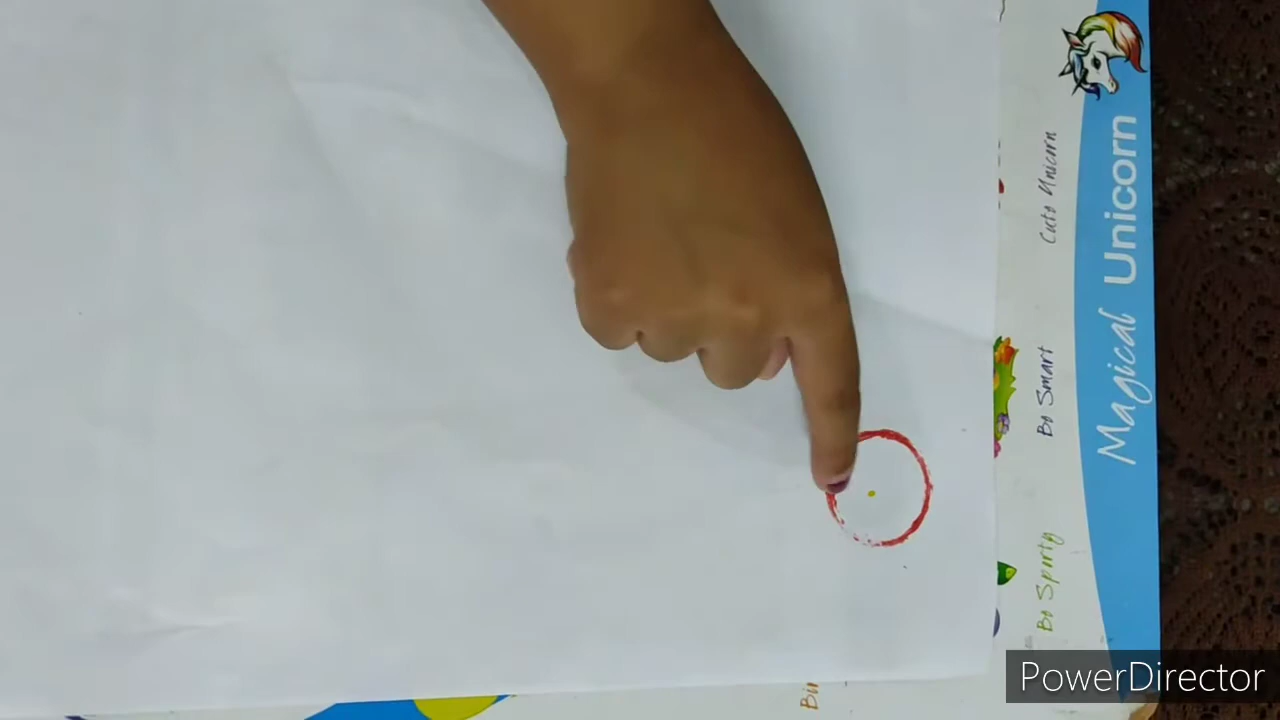 Magical Unicorn
Cute Unicorn
Be Smart
Be Sporty
PowerDirector